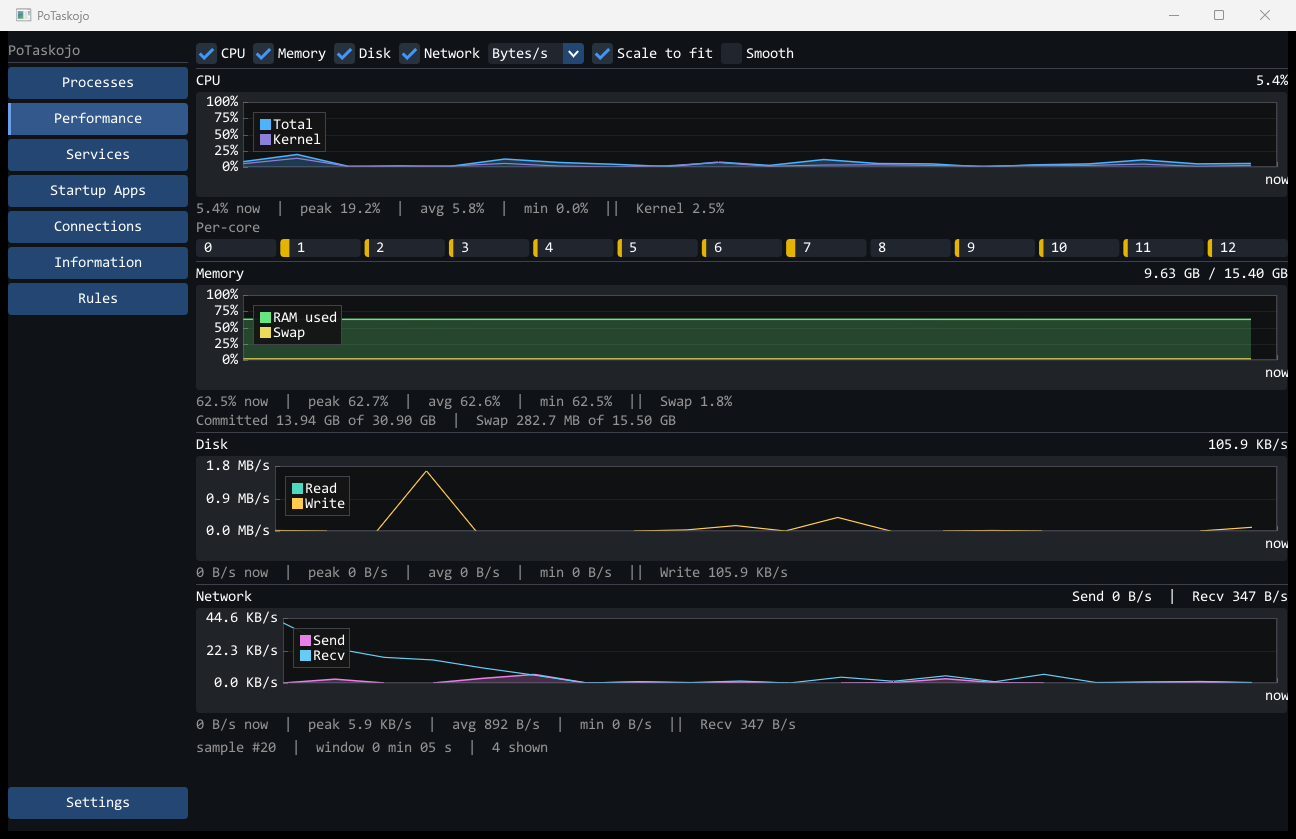 PoTaskojo
PoTaskojo
Processes
Performance
Services
Startup Apps
Connections
Information
Rules
Settings
CPU Memory Disk Network Bytes/s Scale to fit Smooth
CPU 5.4%
100%
75%
50%
25%
0%
Total
Kernel
now
5.4% now | peak 19.2% | avg 5.8% | min 0.0% || Kernel 2.5%
Per-core
0 1 2 3 4 5 6 7 8 9 10 11 12
Memory 9.63 GB / 15.40 GB
100%
75%
50%
25%
0%
RAM used
Swap
now
62.5% now | peak 62.7% | avg 62.6% | min 62.5% || Swap 1.8%
Committed 13.94 GB of 30.90 GB | Swap 282.7 MB of 15.50 GB
Disk 105.9 KB/s
1.8 MB/s
0.9 MB/s
0.0 MB/s
Read
Write
now
0 B/s now | peak 0 B/s | avg 0 B/s | min 0 B/s || Write 105.9 KB/s
Network Send 0 B/s | Recv 347 B/s
44.6 KB/s
22.3 KB/s
0.0 KB/s
Send
Recv
now
0 B/s now | peak 5.9 KB/s | avg 892 B/s | min 0 B/s || Recv 347 B/s
sample #20 | window 0 min 05 s | 4 shown